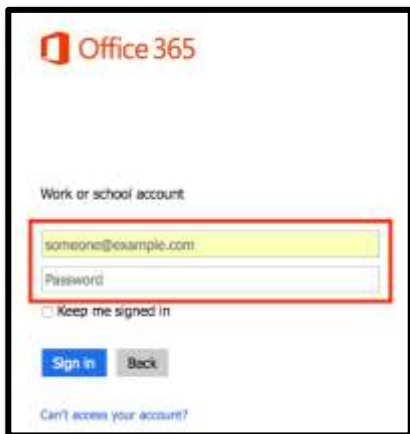 Office 365
Work or school account
someone@example.com
Password
Keep me signed in
Sign in Back
Can't access your account?